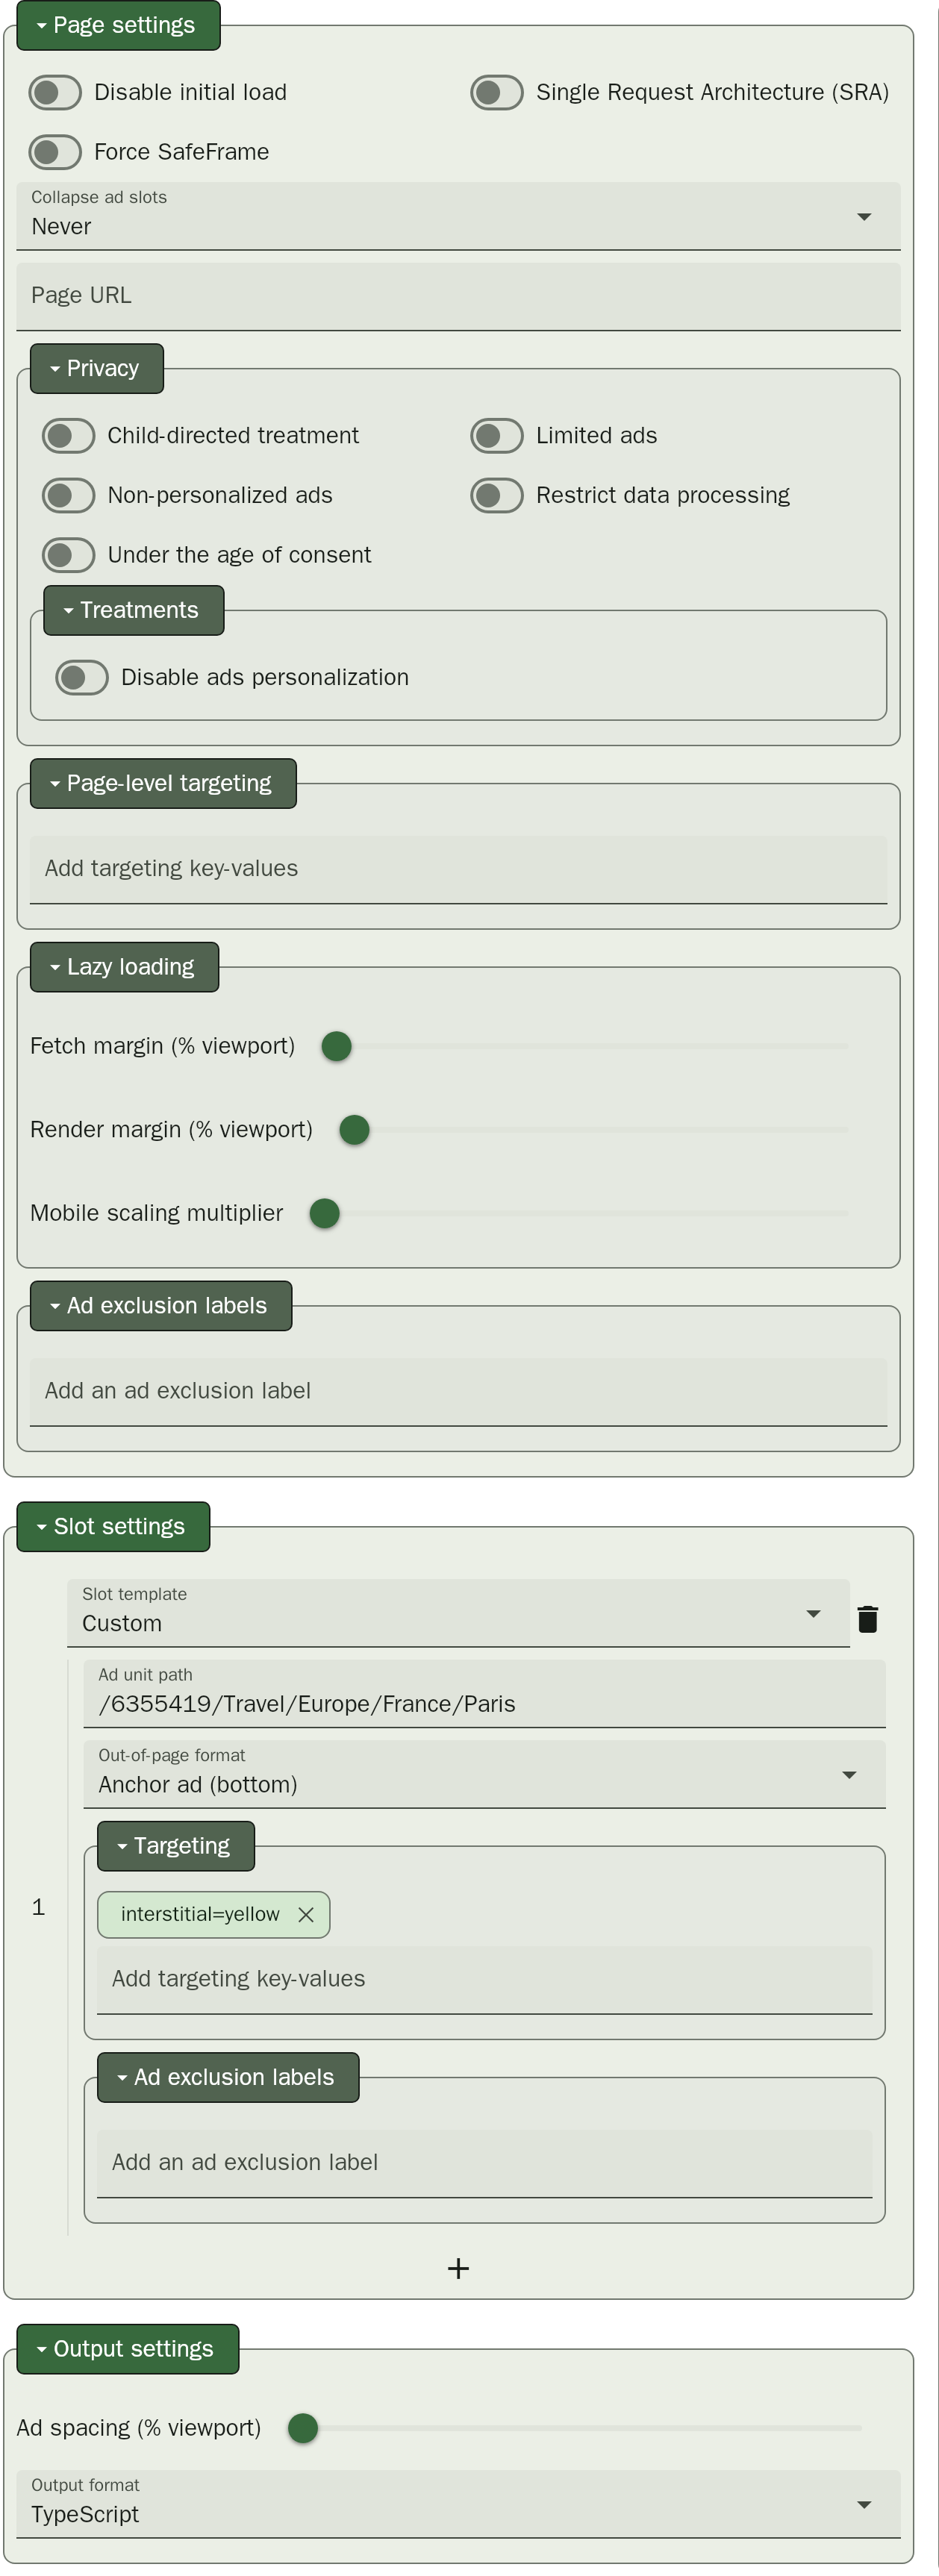 Page settings
Disable initial load
Single Request Architecture (SRA)
Force SafeFrame
Collapse ad slots
Never
Page URL
Privacy
Child-directed treatment
Limited ads
Non-personalized ads
Restrict data processing
Under the age of consent
Treatments
Disable ads personalization
Page-level targeting
Add targeting key-values
Lazy loading
Fetch margin (% viewport)
Render margin (% viewport)
Mobile scaling multiplier
Ad exclusion labels
Add an ad exclusion label
Slot settings
Slot template
Custom
Ad unit path
/6355419/Travel/Europe/France/Paris
Out-of-page format
Anchor ad (bottom)
Targeting
1
interstitial=yellow
Add targeting key-values
Ad exclusion labels
Add an ad exclusion label
Output settings
Ad spacing (% viewport)
Output format
TypeScript